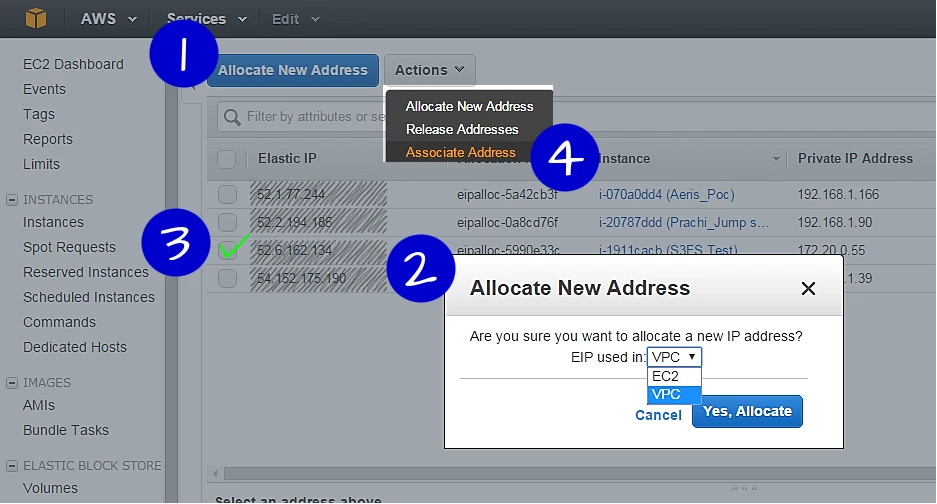 AWS Services Edit
EC2 Dashboard
Events
Tags
Reports
Limits
INSTANCES
Instances
Spot Requests
Reserved Instances
Scheduled Instances
Commands
Dedicated Hosts
IMAGES
AMIs
Bundle Tasks
ELASTIC BLOCK STORE
Volumes
1
Allocate New Address Actions
Allocate New Address
Release Addresses
Associate Address
4
Filter by attributes or
Elastic IP Instance Private IP Address
52.1.77.244 eipalloc-5a42cb3f i-070a0dd4 (Aeris_Poc) 192.168.1.166
52.2.194.186 eipalloc-0a8cd76f i-20787ddd (Prachi_Jump s... 192.168.1.90
3
52.6.162.134 eipalloc-5990e33c i-1911cacb (S3FS_Test) 172.20.0.55
54.152.175.190 .1.39
2
Allocate New Address
Are you sure you want to allocate a new IP address?
EIP used in: VPC
EC2
VPC
Cancel Yes, Allocate
Select an address above